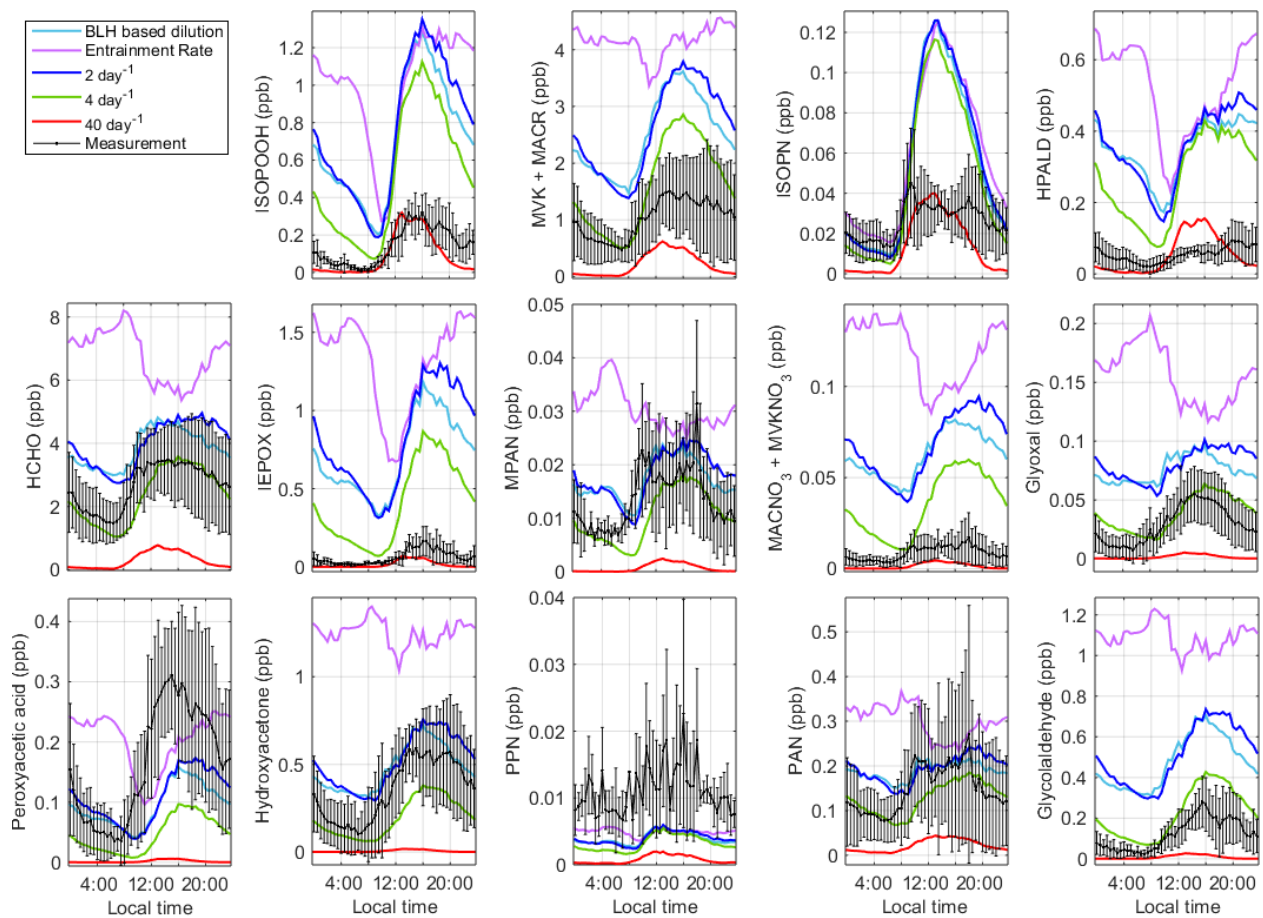 BLH based dilution
Entrainment Rate
2 day⁻¹
4 day⁻¹
40 day⁻¹
Measurement
ISOPOOH (ppb)
1.2
1
0.8
0.6
0.4
0.2
0
MVK + MACR (ppb)
4
3
2
1
0
ISOPN (ppb)
0.12
0.1
0.08
0.06
0.04
0.02
0
HPALD (ppb)
0.6
0.4
0.2
0
HCHO (ppb)
8
6
4
2
0
IEPOX (ppb)
1.5
1
0.5
0
MPAN (ppb)
0.05
0.04
0.03
0.02
0.01
0
MACNO₃ + MVKNO₃ (ppb)
0.1
0.05
0
Glyoxal (ppb)
0.2
0.15
0.1
0.05
0
Peroxyacetic acid (ppb)
0.4
0.3
0.2
0.1
0
4:00 12:00 20:00
Local time
Hydroxyacetone (ppb)
1
0.5
0
4:00 12:00 20:00
Local time
PPN (ppb)
0.04
0.03
0.02
0.01
0
4:00 12:00 20:00
Local time
PAN (ppb)
0.5
0.4
0.3
0.2
0.1
0
4:00 12:00 20:00
Local time
Glycolaldehyde (ppb)
1.2
1
0.8
0.6
0.4
0.2
0
4:00 12:00 20:00
Local time